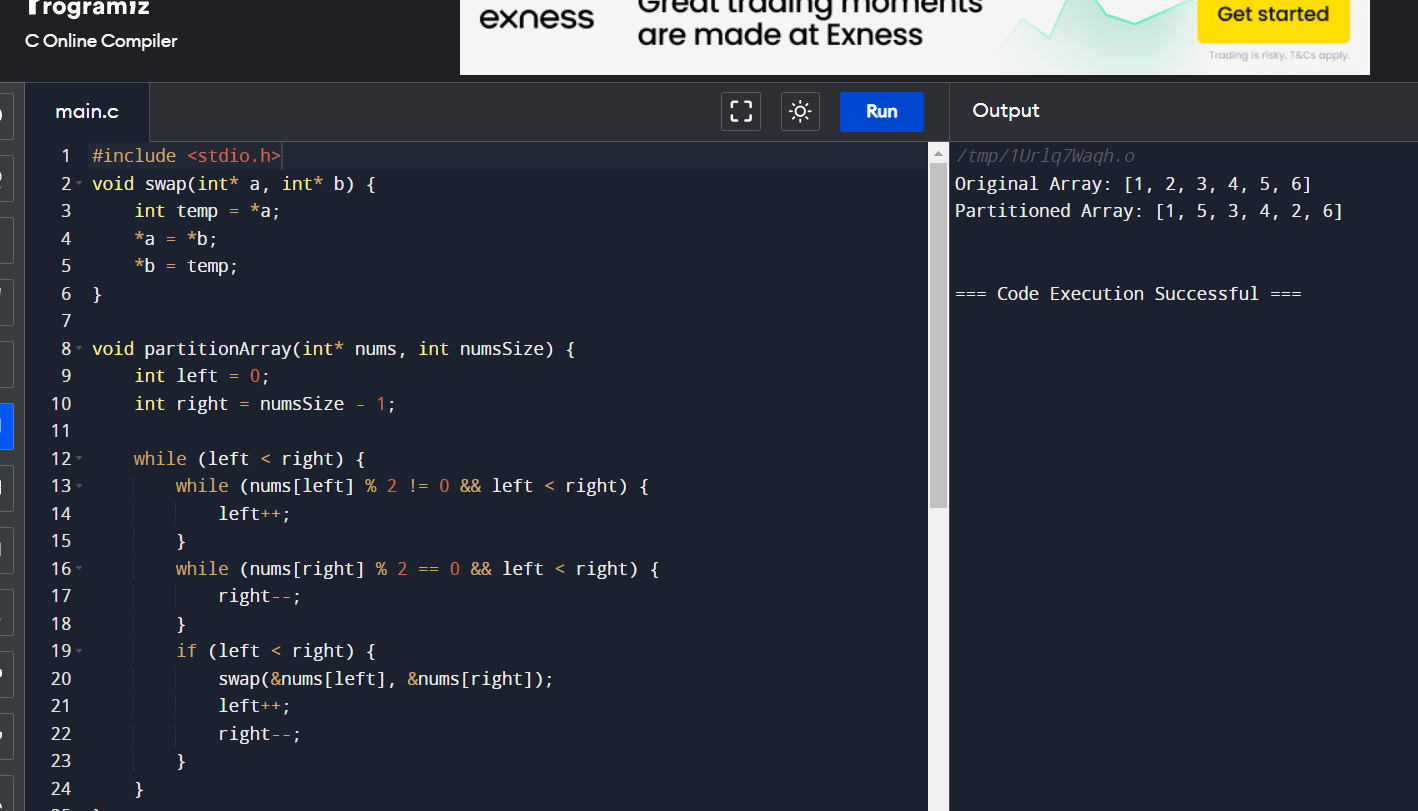 Programiz
C Online Compiler
exness
Great trading moments
are made at Exness
Get started
Trading is risky. T&Cs apply.
main.c
Run
Output
1 #include <stdio.h>
2 void swap(int* a, int* b) {
3 int temp = *a;
4 *a = *b;
5 *b = temp;
6 }
7
8 void partitionArray(int* nums, int numsSize) {
9 int left = 0;
10 int right = numsSize - 1;
11
12 while (left < right) {
13 while (nums[left] % 2 != 0 && left < right) {
14 left++;
15 }
16 while (nums[right] % 2 == 0 && left < right) {
17 right--;
18 }
19 if (left < right) {
20 swap(&nums[left], &nums[right]);
21 left++;
22 right--;
23 }
24 }
/tmp/1Urlq7Waqh.o
Original Array: [1, 2, 3, 4, 5, 6]
Partitioned Array: [1, 5, 3, 4, 2, 6]
=== Code Execution Successful ===